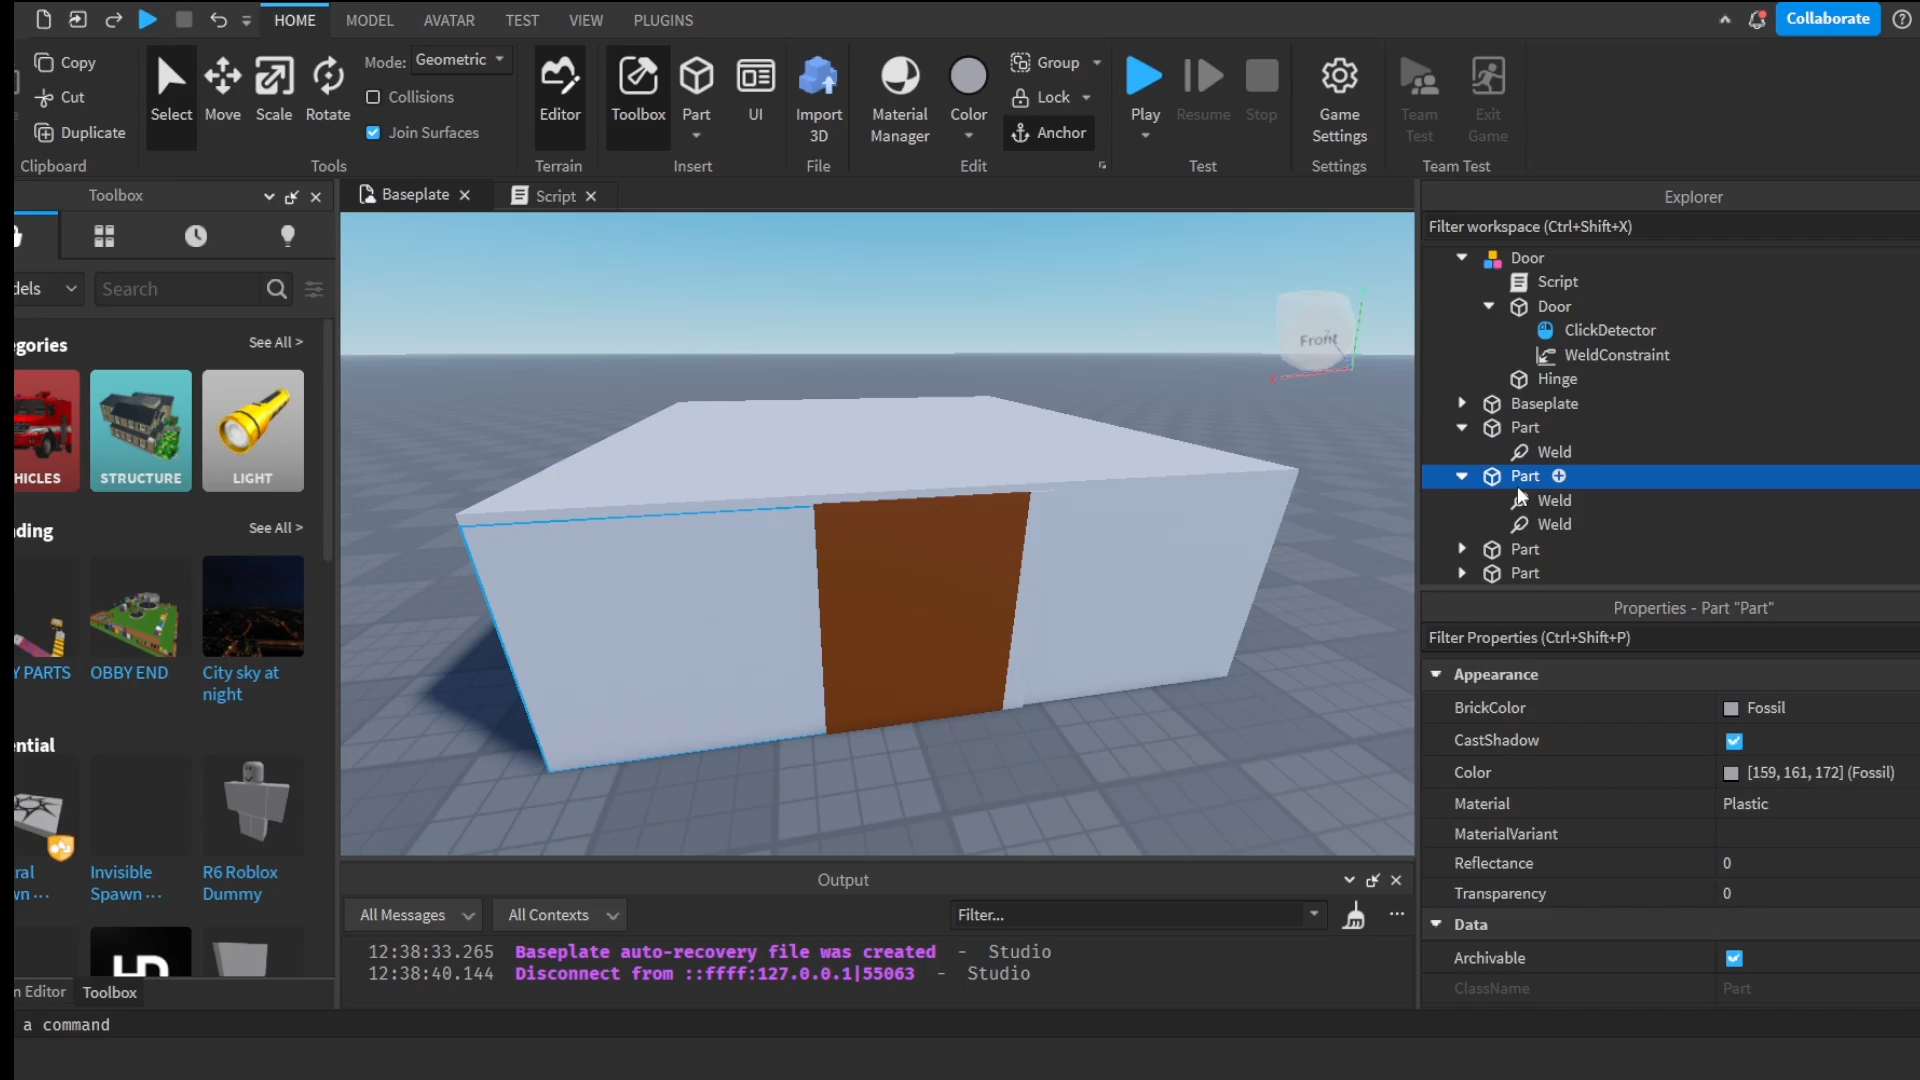 HOME
MODEL
AVATAR
TEST
VIEW
PLUGINS
Collaborate
Copy
Cut
Duplicate
Clipboard
Select
Move
Scale
Rotate
Mode:
Geometric
Collisions
Join Surfaces
Tools
Editor
Terrain
Toolbox
Part
UI
Insert
Import
3D
File
Material
Manager
Color
Group
Lock
Anchor
Edit
Play
Resume
Stop
Test
Game
Settings
Settings
Team
Test
Exit
Game
Team Test
Toolbox
Baseplate
Script
Explorer
Filter workspace (Ctrl+Shift+X)
dels
Search
egories
See All >
HICLES
STRUCTURE
LIGHT
nding
See All >
Y PARTS
OBBY END
City sky at
night
ential
ral
wn ...
Invisible
Spawn ...
R6 Roblox
Dummy
HD
n Editor
Toolbox
a command
Front
X
Z
Y
Door
Script
Door
ClickDetector
WeldConstraint
Hinge
Baseplate
Part
Weld
Part
Weld
Weld
Part
Part
Properties - Part "Part"
Filter Properties (Ctrl+Shift+P)
Appearance
BrickColor
Fossil
CastShadow
Color
[159, 161, 172] (Fossil)
Material
Plastic
MaterialVariant
Reflectance
0
Transparency
0
Data
Archivable
ClassName
Part
Output
All Messages
All Contexts
Filter...
12:38:33.265 Baseplate auto-recovery file was created - Studio
12:38:40.144 Disconnect from ::ffff:127.0.0.1|55063 - Studio